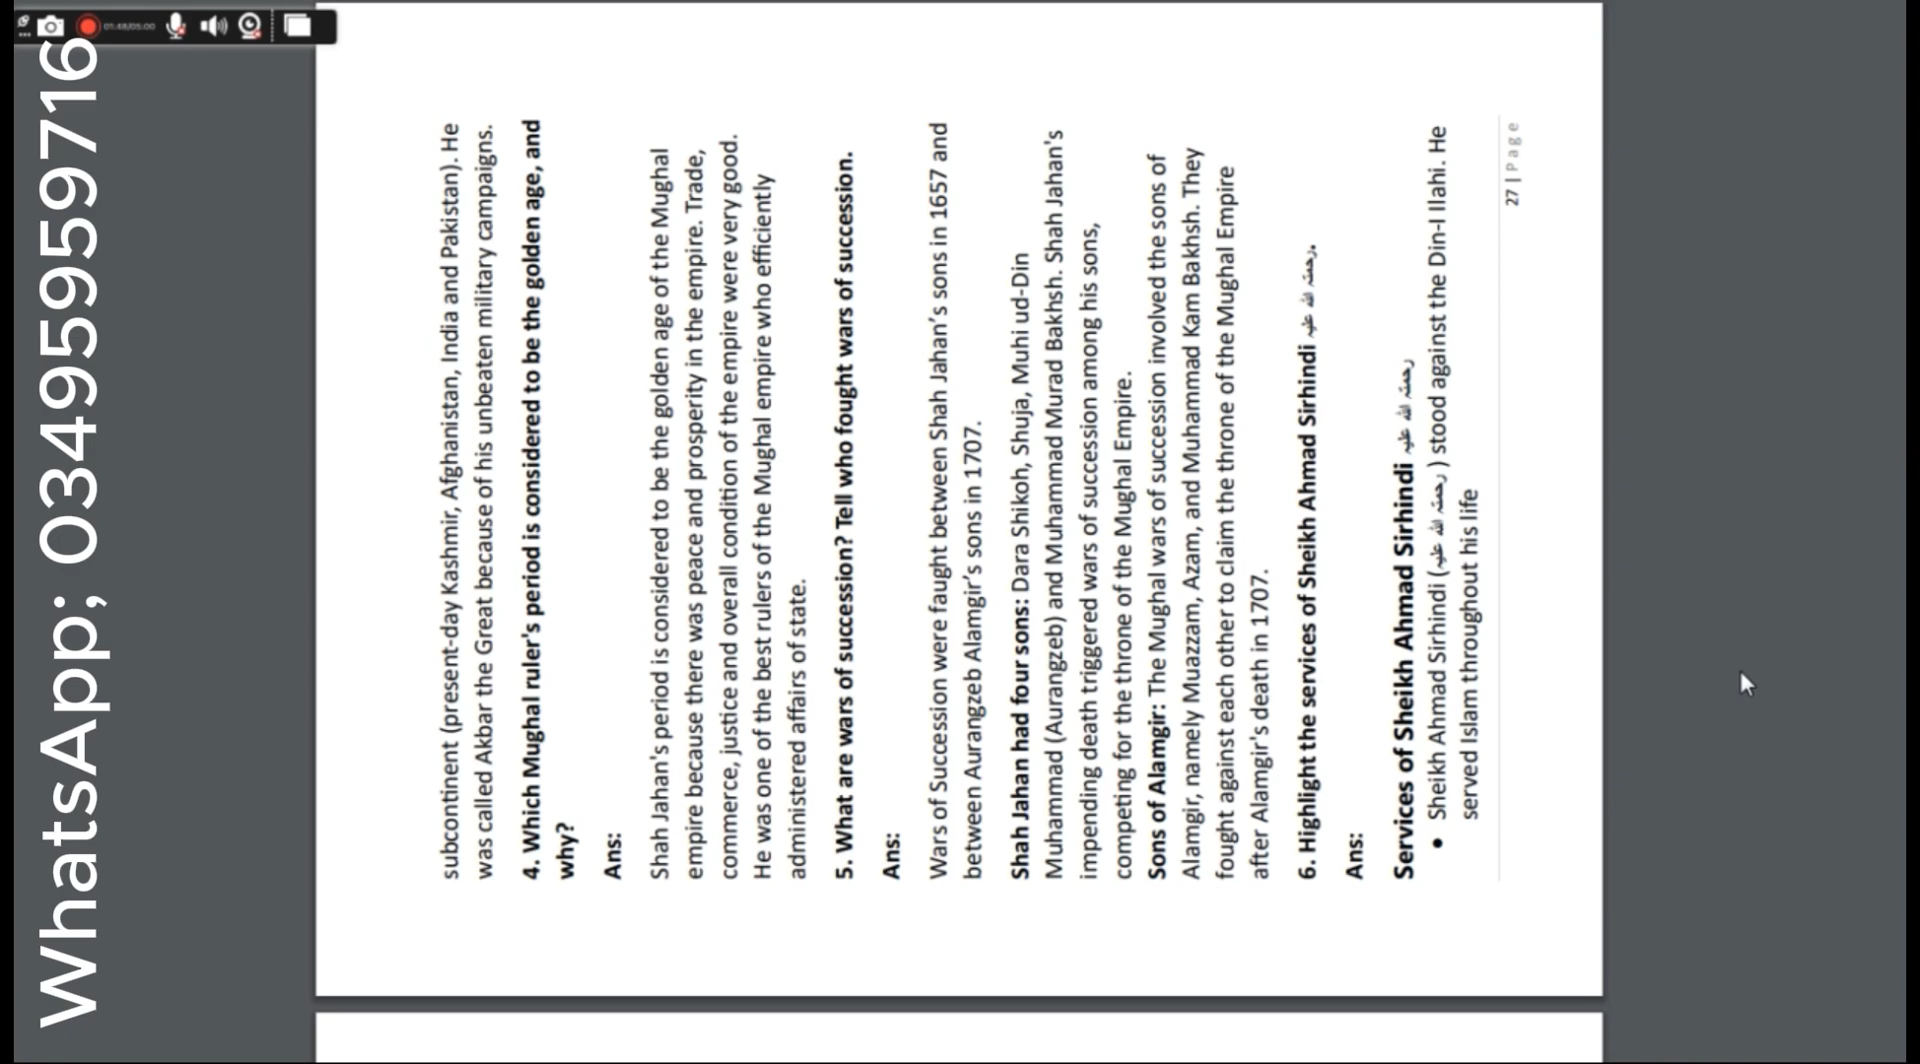 WhatsApp; 03495959716
01:48/05:00
subcontinent (present-day Kashmir, Afghanistan, India and Pakistan). He
was called Akbar the Great because of his unbeaten military campaigns.
4. Which Mughal ruler's period is considered to be the golden age, and
why?
Ans:
Shah Jahan's period is considered to be the golden age of the Mughal
empire because there was peace and prosperity in the empire. Trade,
commerce, justice and overall condition of the empire were very good.
He was one of the best rulers of the Mughal empire who efficiently
administered affairs of state.
5. What are wars of succession? Tell who fought wars of succession.
Ans:
Wars of Succession were faught between Shah Jahan's sons in 1657 and
between Aurangzeb Alamgir's sons in 1707.
Shah Jahan had four sons: Dara Shikoh, Shuja, Muhi ud-Din
Muhammad (Aurangzeb) and Muhammad Murad Bakhsh. Shah Jahan's
impending death triggered wars of succession among his sons,
competing for the throne of the Mughal Empire.
Sons of Alamgir: The Mughal wars of succession involved the sons of
Alamgir, namely Muazzam, Azam, and Muhammad Kam Bakhsh. They
fought against each other to claim the throne of the Mughal Empire
after Alamgir's death in 1707.
6. Highlight the services of Sheikh Ahmad Sirhindi رحمتہ اللہ علیہ.
Ans:
Services of Sheikh Ahmad Sirhindi رحمتہ اللہ علیہ
• Sheikh Ahmad Sirhindi (رحمتہ اللہ علیہ) stood against the Din-I Ilahi. He
served Islam throughout his life
27 | Page